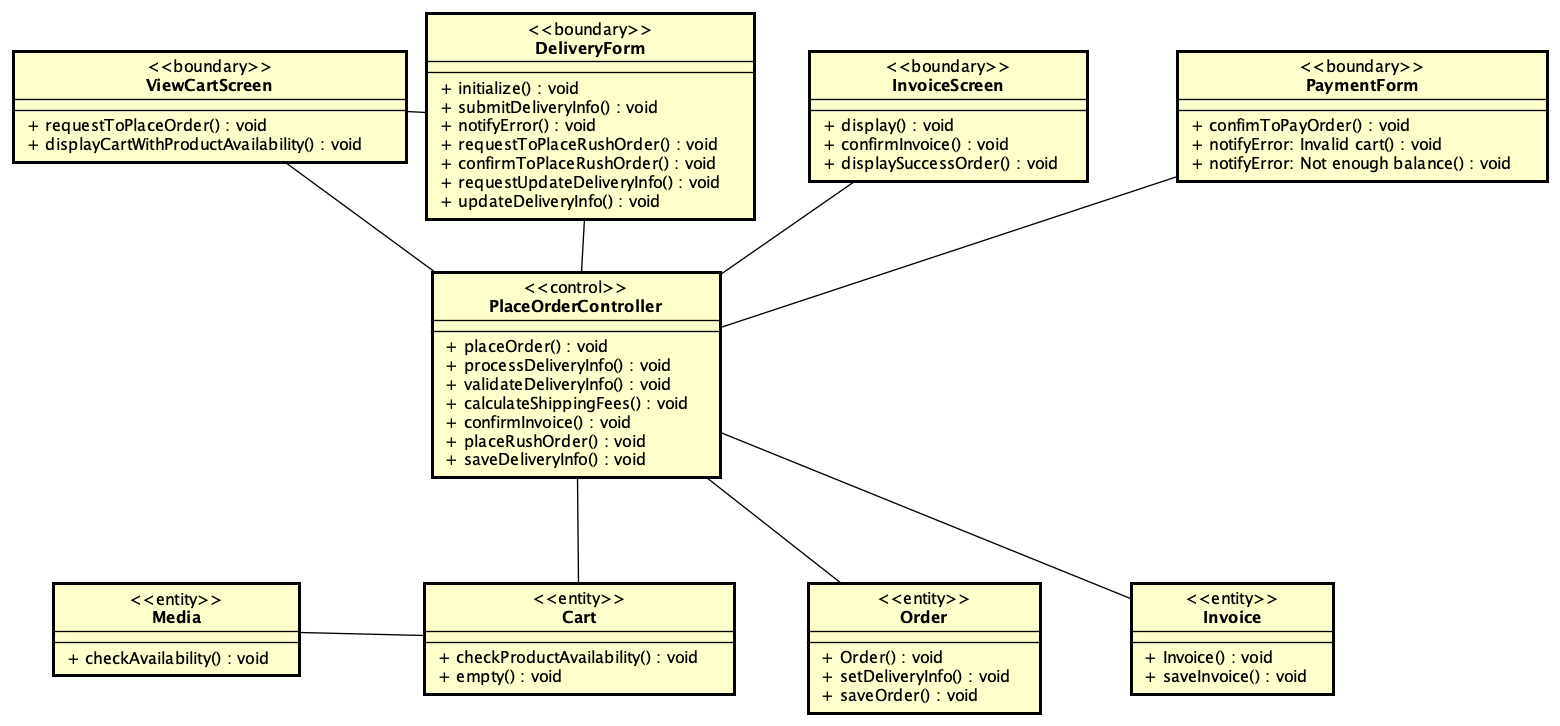 <<boundary>>
ViewCartScreen
+ requestToPlaceOrder() : void
+ displayCartWithProductAvailability() : void
<<boundary>>
DeliveryForm
+ initialize() : void
+ submitDeliveryInfo() : void
+ notifyError() : void
+ requestToPlaceRushOrder() : void
+ confirmToPlaceRushOrder() : void
+ requestUpdateDeliveryInfo() : void
+ updateDeliveryInfo() : void
<<boundary>>
InvoiceScreen
+ display() : void
+ confirmInvoice() : void
+ displaySuccessOrder() : void
<<boundary>>
PaymentForm
+ confimToPayOrder() : void
+ notifyError: Invalid cart() : void
+ notifyError: Not enough balance() : void
<<control>>
PlaceOrderController
+ placeOrder() : void
+ processDeliveryInfo() : void
+ validateDeliveryInfo() : void
+ calculateShippingFees() : void
+ confirmInvoice() : void
+ placeRushOrder() : void
+ saveDeliveryInfo() : void
<<entity>>
Media
+ checkAvailability() : void
<<entity>>
Cart
+ checkProductAvailability() : void
+ empty() : void
<<entity>>
Order
+ Order() : void
+ setDeliveryInfo() : void
+ saveOrder() : void
<<entity>>
Invoice
+ Invoice() : void
+ saveInvoice() : void